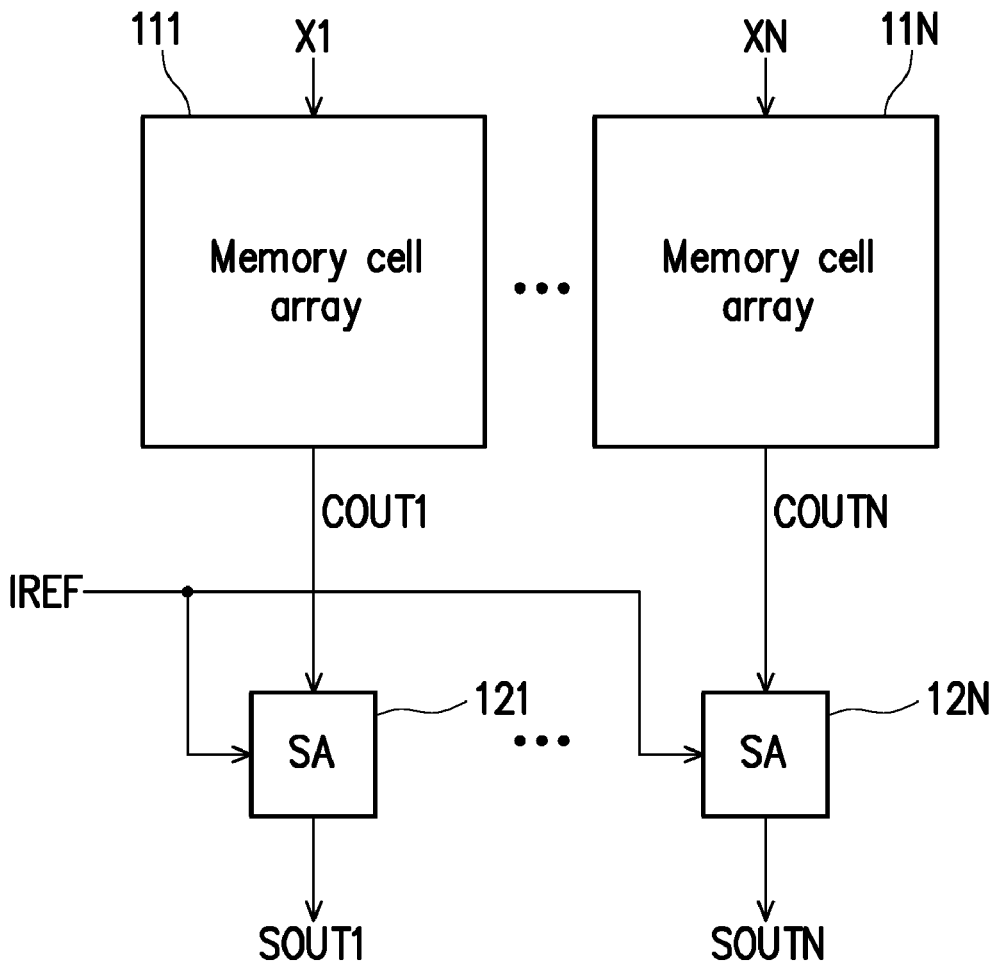 111
X1
XN
11N
Memory cell
array
Memory cell
array
COUT1
COUTN
IREF
SA
121
SA
12N
SOUT1
SOUTN